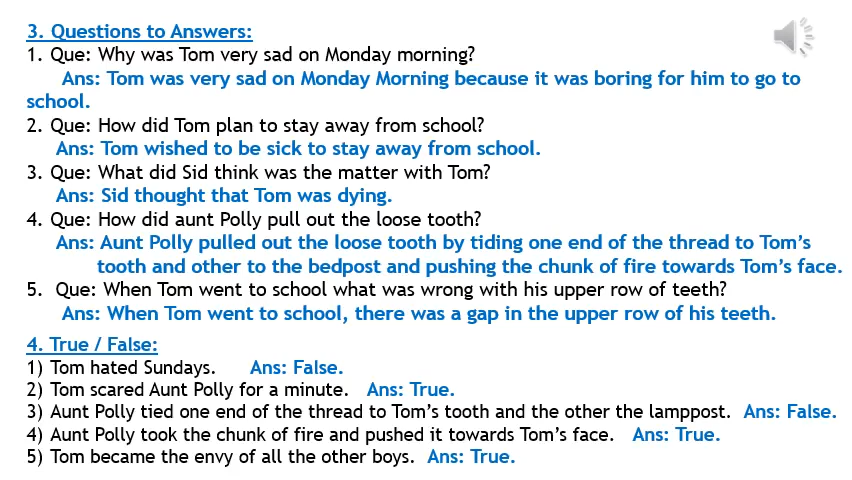 3. Questions to Answers:
1. Que: Why was Tom very sad on Monday morning?
Ans: Tom was very sad on Monday Morning because it was boring for him to go to
school.
2. Que: How did Tom plan to stay away from school?
Ans: Tom wished to be sick to stay away from school.
3. Que: What did Sid think was the matter with Tom?
Ans: Sid thought that Tom was dying.
4. Que: How did aunt Polly pull out the loose tooth?
Ans: Aunt Polly pulled out the loose tooth by tiding one end of the thread to Tom’s
tooth and other to the bedpost and pushing the chunk of fire towards Tom’s face.
5. Que: When Tom went to school what was wrong with his upper row of teeth?
Ans: When Tom went to school, there was a gap in the upper row of his teeth.
4. True / False:
1) Tom hated Sundays. Ans: False.
2) Tom scared Aunt Polly for a minute. Ans: True.
3) Aunt Polly tied one end of the thread to Tom’s tooth and the other the lamppost. Ans: False.
4) Aunt Polly took the chunk of fire and pushed it towards Tom’s face. Ans: True.
5) Tom became the envy of all the other boys. Ans: True.